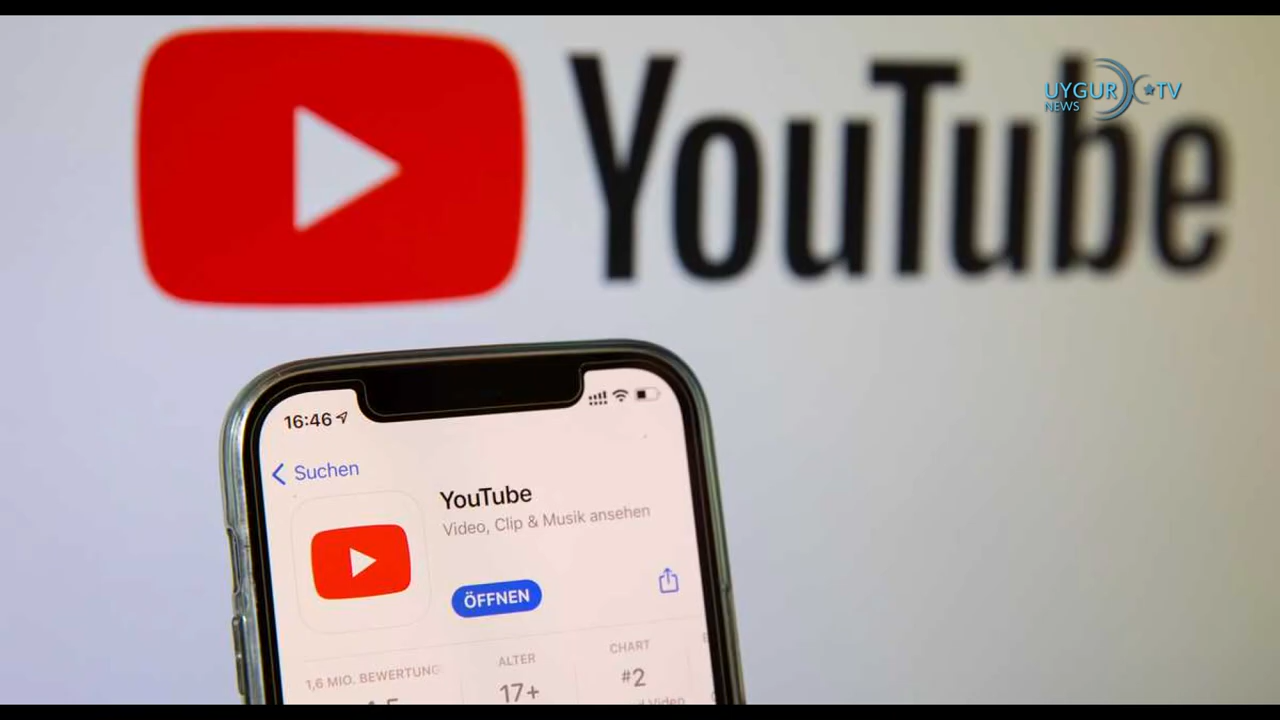 YouTube
UYGUR TV
NEWS
16:46
Suchen
YouTube
Video, Clip & Musik ansehen
ÖFFNEN
1,6 MIO. BEWERTUNG
ALTER
CHART
17+
#2